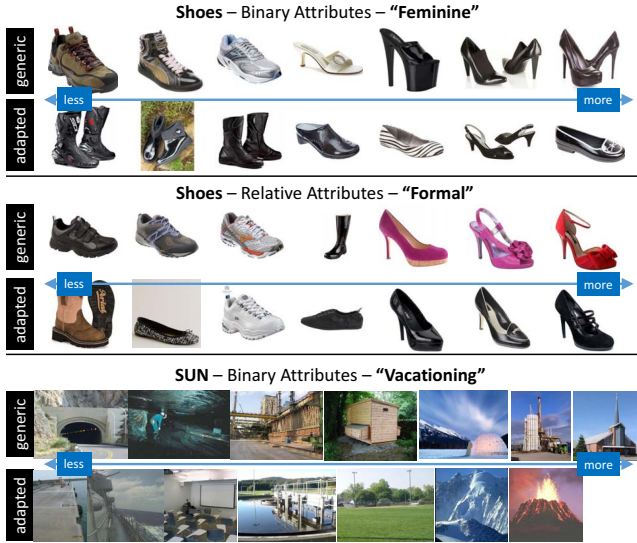 Shoes – Binary Attributes – “Feminine”
generic
less
more
adapted
Shoes – Relative Attributes – “Formal”
generic
less
more
adapted
SUN – Binary Attributes – “Vacationing”
generic
less
more
adapted